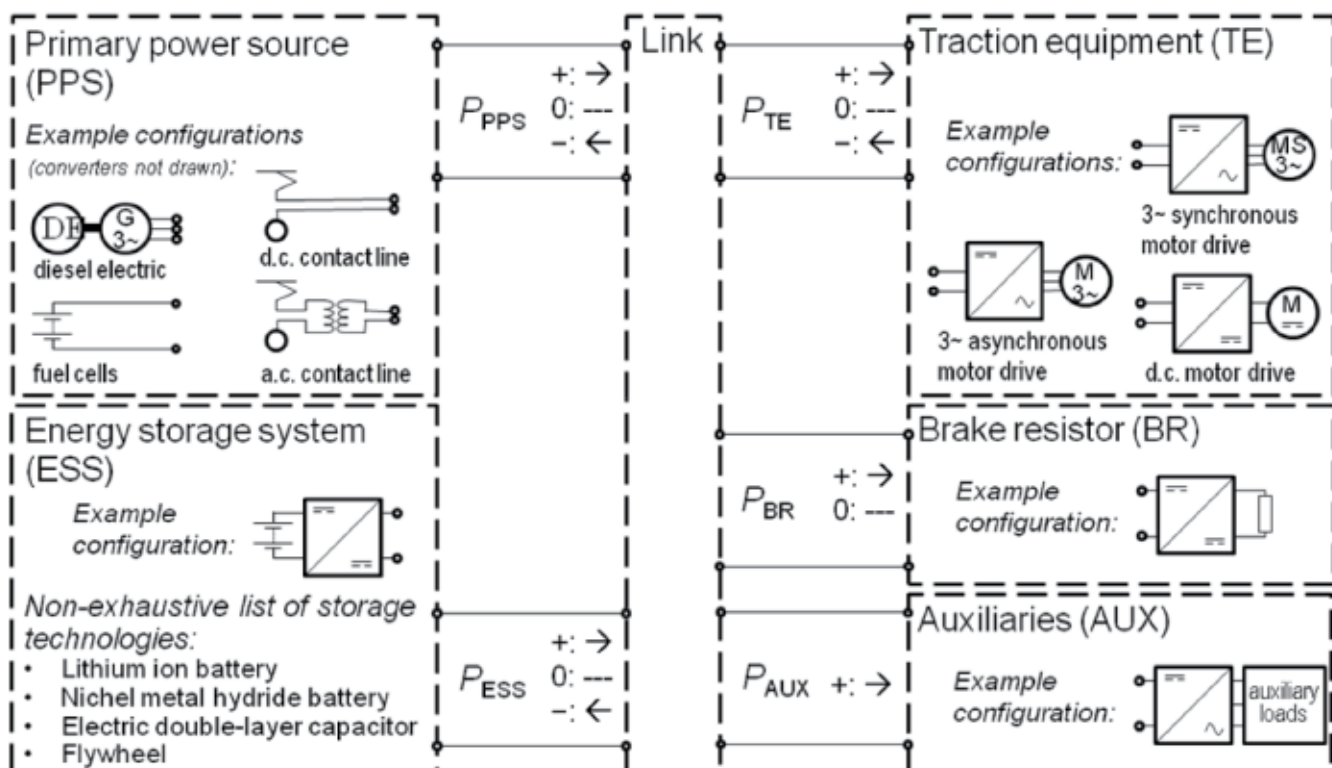 Primary power source
(PPS)
Example configurations
(converters not drawn):
DE
G
3~
diesel electric
d.c. contact line
fuel cells
a.c. contact line
Energy storage system
(ESS)
Example
configuration:
Non-exhaustive list of storage
technologies:
• Lithium ion battery
• Nichel metal hydride battery
• Electric double-layer capacitor
• Flywheel
PPPS
+: →
0: ---
−: ←
PESS
+: →
0: ---
−: ←
Link
PTE
+: →
0: ---
−: ←
PBR
+: →
0: ---
PAUX +: →
Traction equipment (TE)
Example
configurations:
MS
3~
3~ synchronous
motor drive
M
3~
3~ asynchronous
motor drive
M
d.c. motor drive
Brake resistor (BR)
Example
configuration:
Auxiliaries (AUX)
Example
configuration:
auxiliary
loads